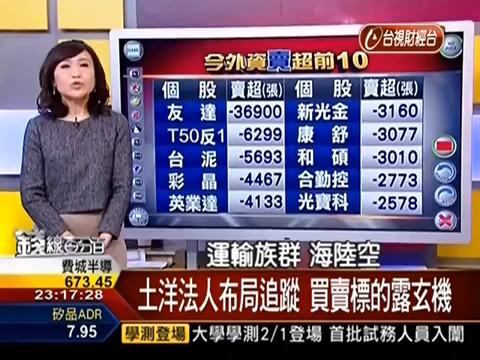 台視財經台
今外資賣超前10
個股 賣超(張) 個股 賣超(張)
友達 -36900 新光金 -3160
T50反1 -6299 康舒 -3077
台泥 -5693 和碩 -3010
彩晶 -4467 合勤控 -2773
英業達 -4133 光寶科 -2578
錢線百分百
運輸族群 海陸空
費城半導
673.45
23:17:28
土洋法人布局追蹤 買賣標的露玄機
矽品ADR
7.95
學測登場 大學學測2/1登場 首批試務人員入闈